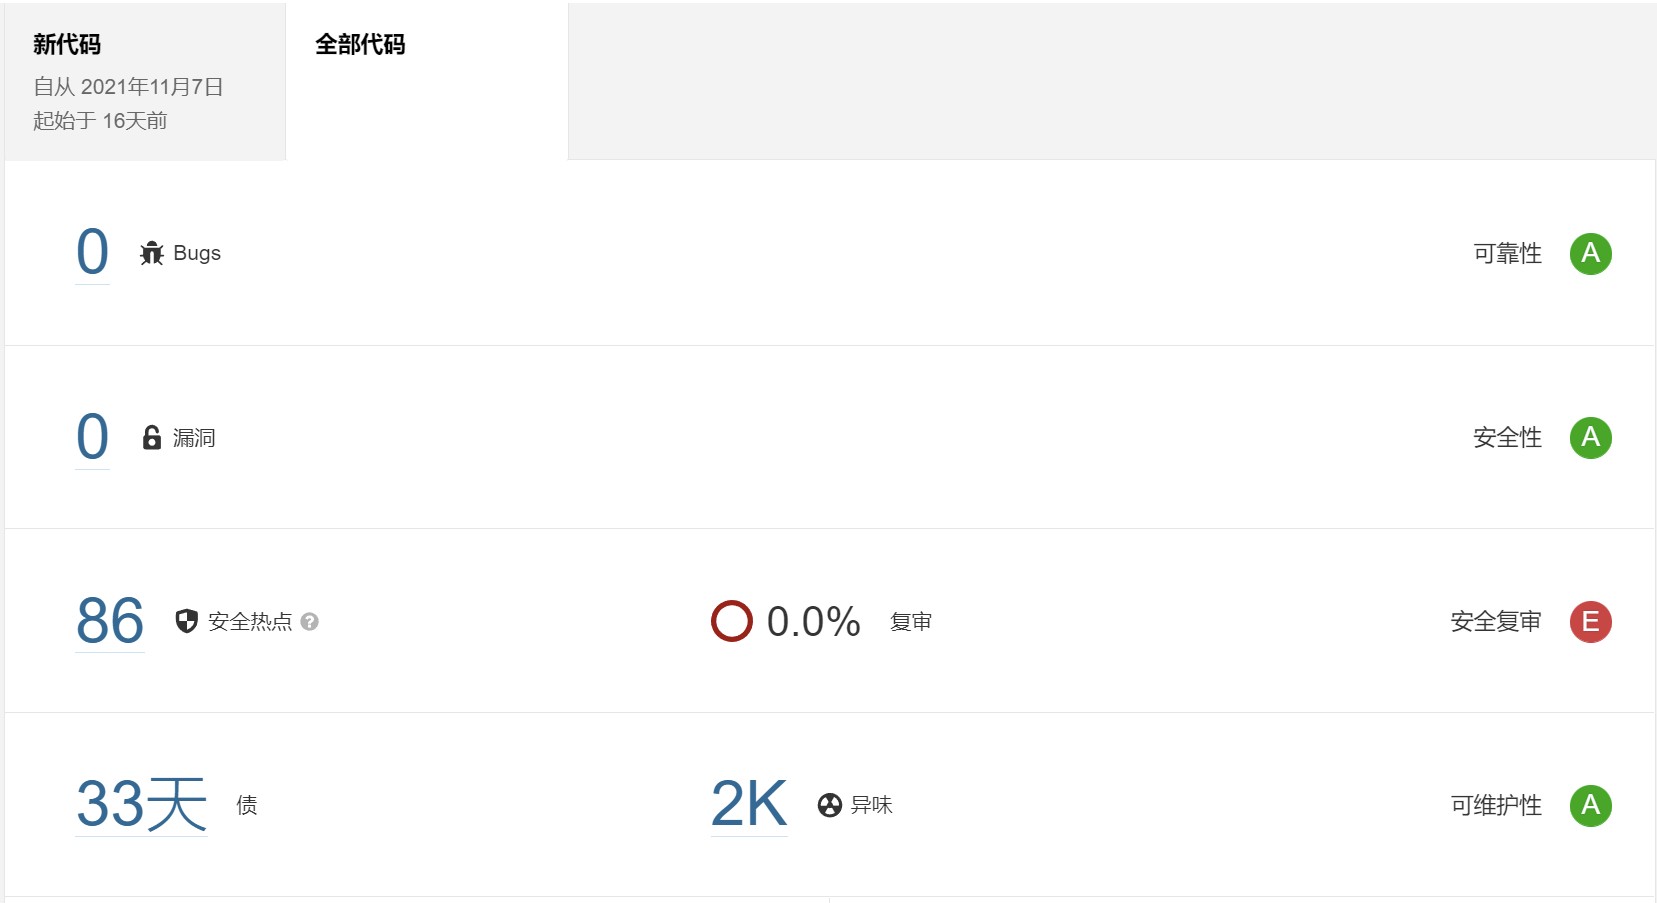 新代码
全部代码
自从 2021年11月7日
起始于 16天前
0 Bugs 可靠性 A
0 漏洞 安全性 A
86 安全热点 ? 0.0% 复审 安全复审 E
33天 债 2K 异味 可维护性 A